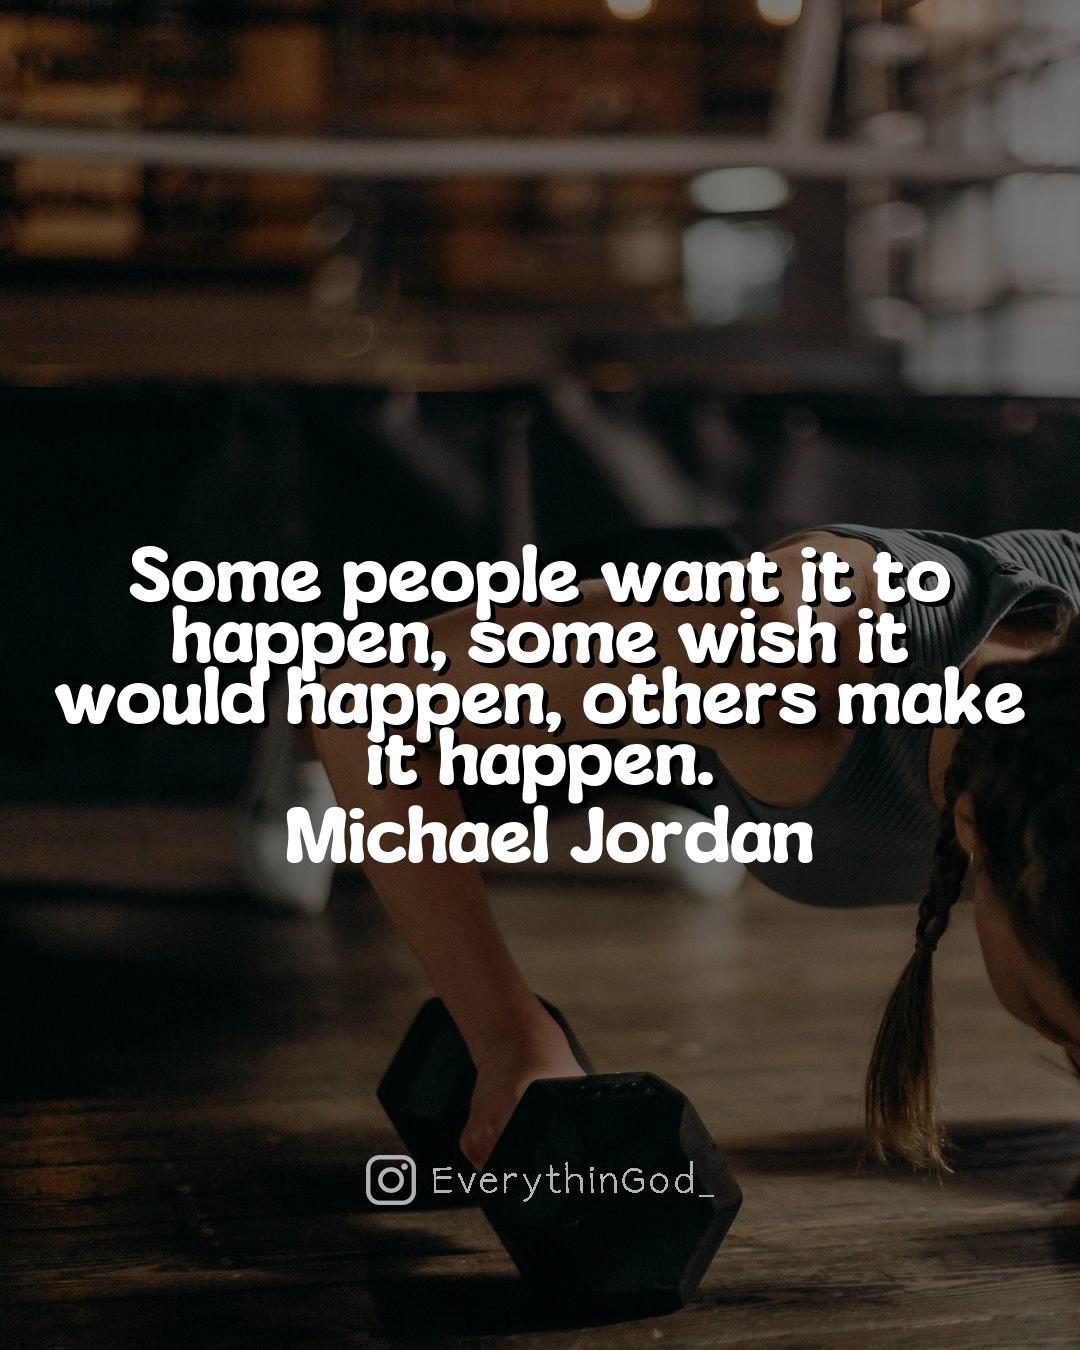 Some people want it to
happen, some wish it
would happen, others make
it happen.
Michael Jordan
EverythinGod_